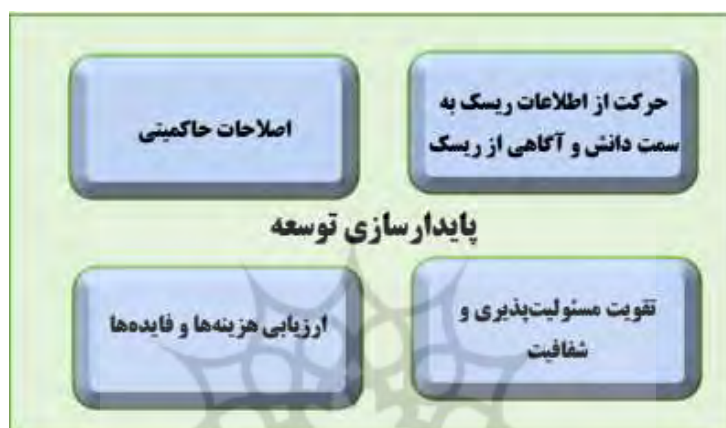 حرکت از اطلاعات ریسک به
سمت دانش و آگاهی از ریسک
اصلاحات حاکمیتی
پایدارسازی توسعه
تقویت مسئولیت‌پذیری و
شفافیت
ارزیابی هزینه‌ها و فایده‌ها